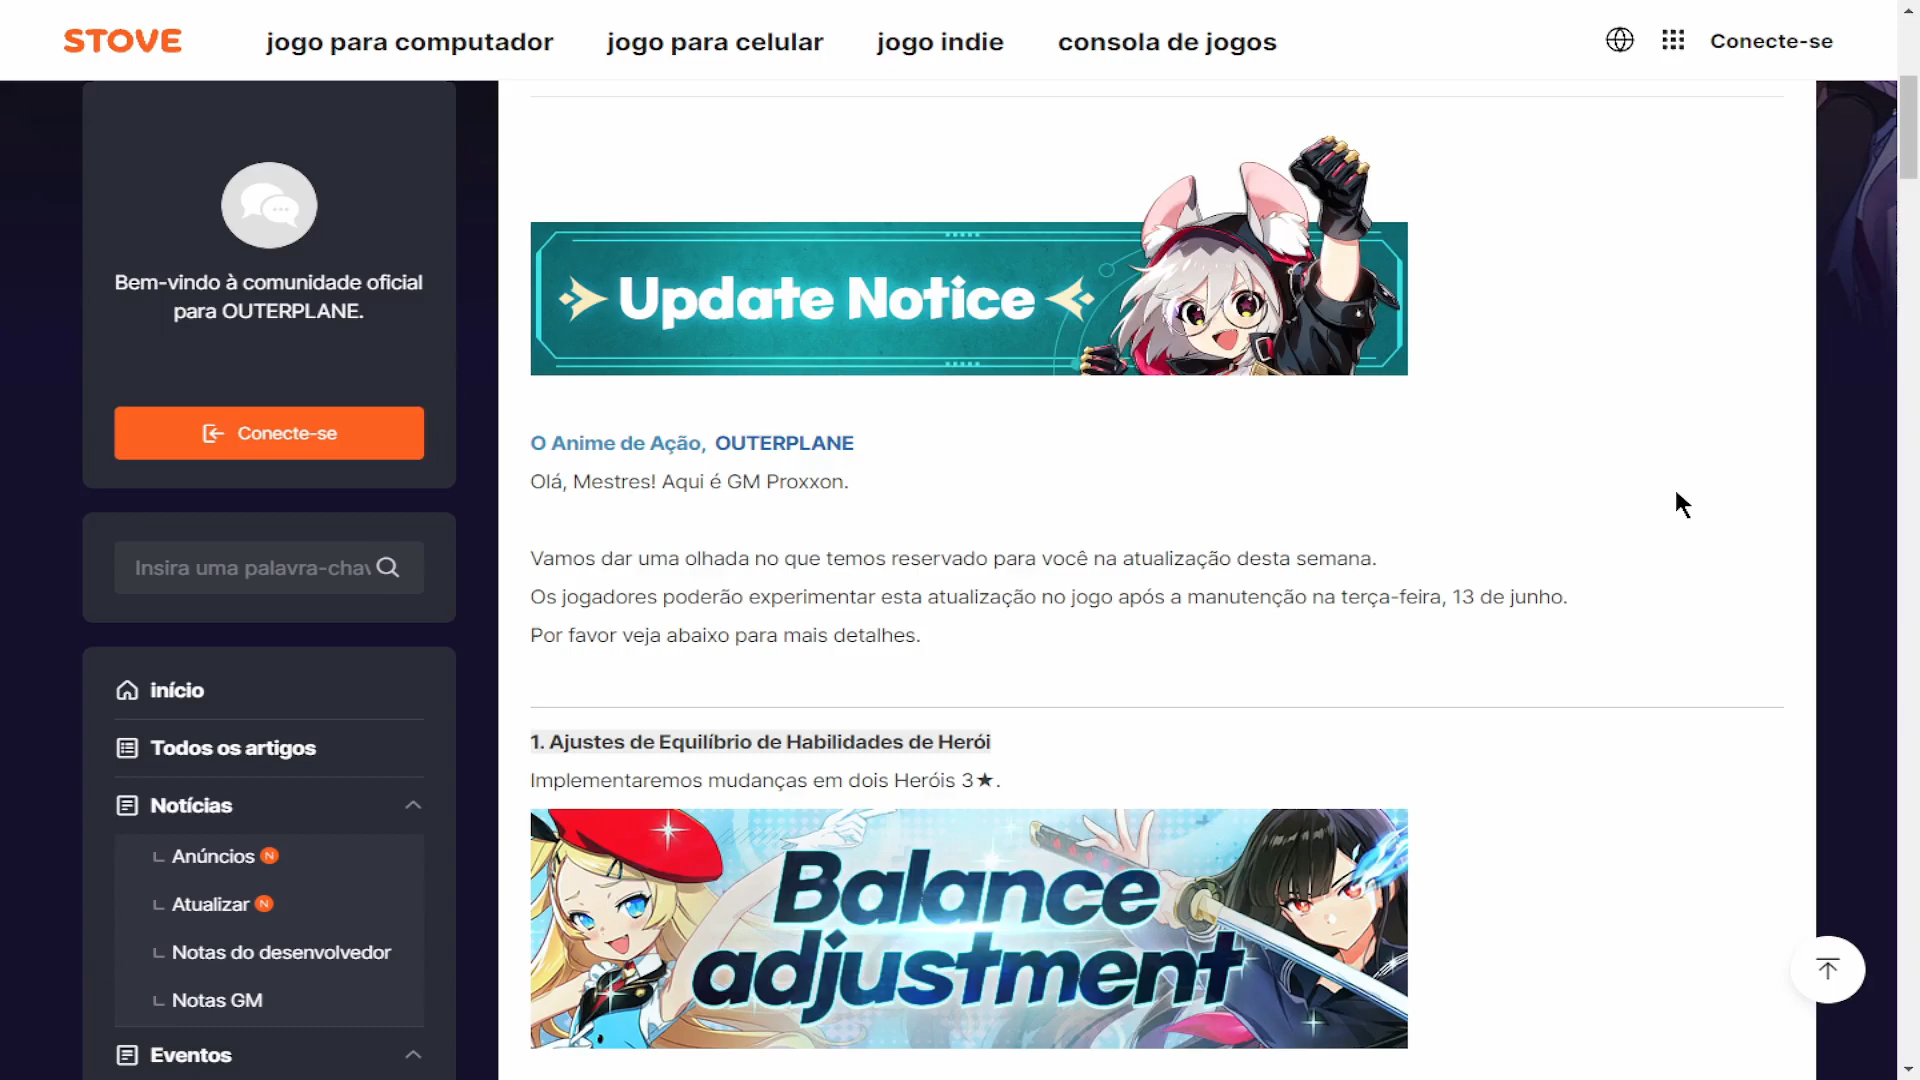 STOVE
jogo para computador
jogo para celular
jogo indie
consola de jogos
Conecte-se
Bem-vindo à comunidade oficial
para OUTERPLANE.
Conecte-se
Insira uma palavra-chav
início
Todos os artigos
Notícias
Anúncios N
Atualizar N
Notas do desenvolvedor
Notas GM
Eventos
Update Notice
O Anime de Ação, OUTERPLANE
Olá, Mestres! Aqui é GM Proxxon.
Vamos dar uma olhada no que temos reservado para você na atualização desta semana.
Os jogadores poderão experimentar esta atualização no jogo após a manutenção na terça-feira, 13 de junho.
Por favor veja abaixo para mais detalhes.
1. Ajustes de Equilíbrio de Habilidades de Herói
Implementaremos mudanças em dois Heróis 3★.
Balance
adjustment